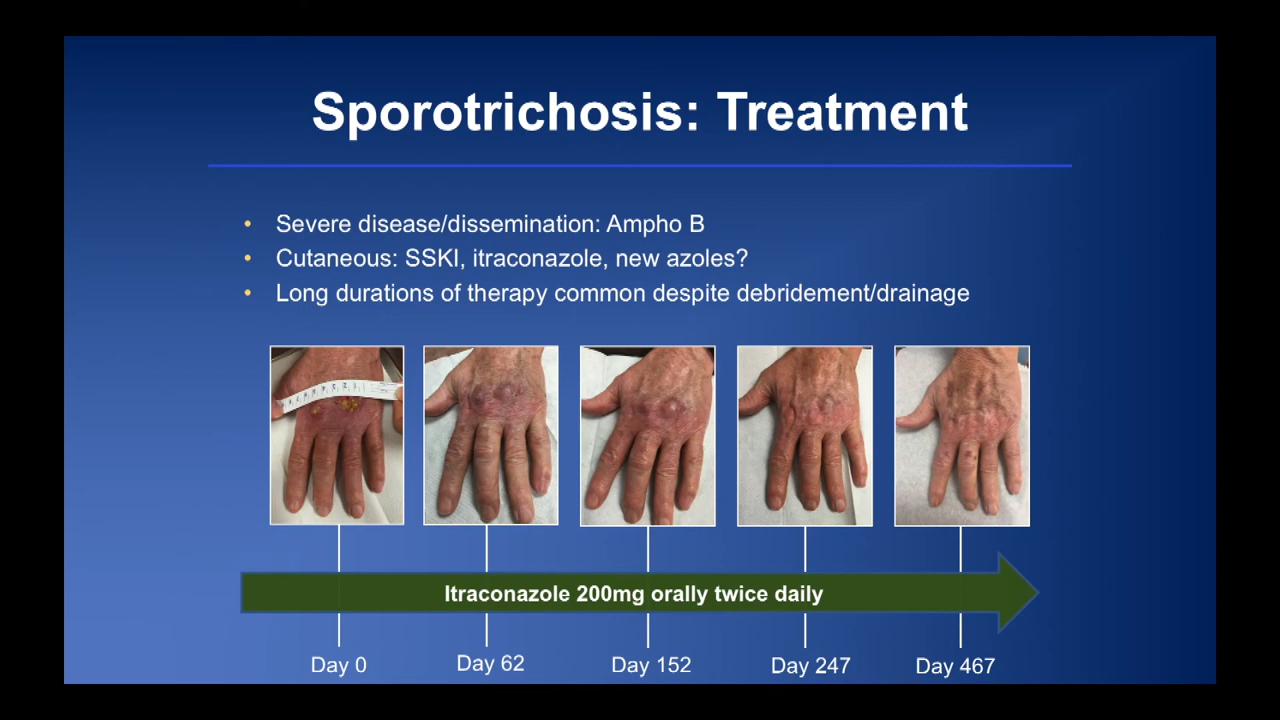 Sporotrichosis: Treatment
• Severe disease/dissemination: Ampho B
• Cutaneous: SSKI, itraconazole, new azoles?
• Long durations of therapy common despite debridement/drainage
Itraconazole 200mg orally twice daily
Day 0
Day 62
Day 152
Day 247
Day 467